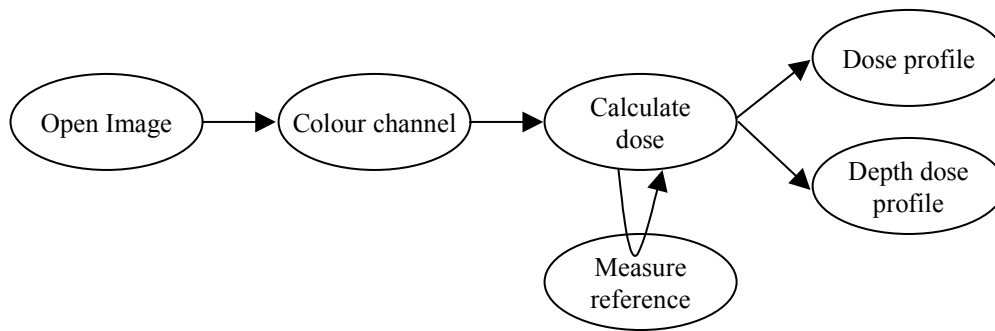 Open Image
Colour channel
Calculate
dose
Measure
reference
Dose profile
Depth dose
profile